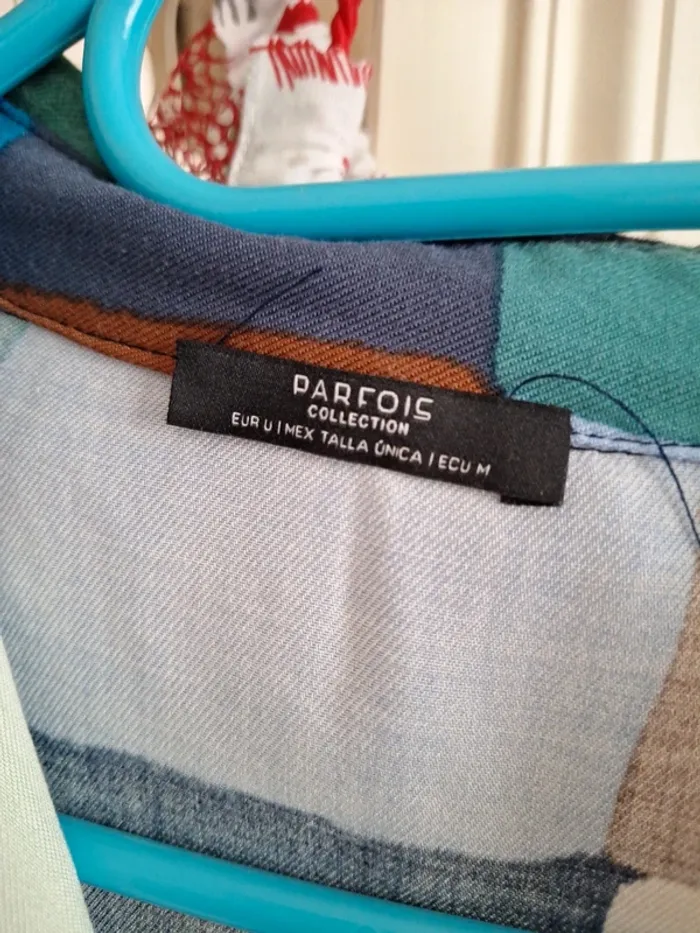 PARFOIS
COLLECTION
EUR U | MEX TALLA ÚNICA | ECU M